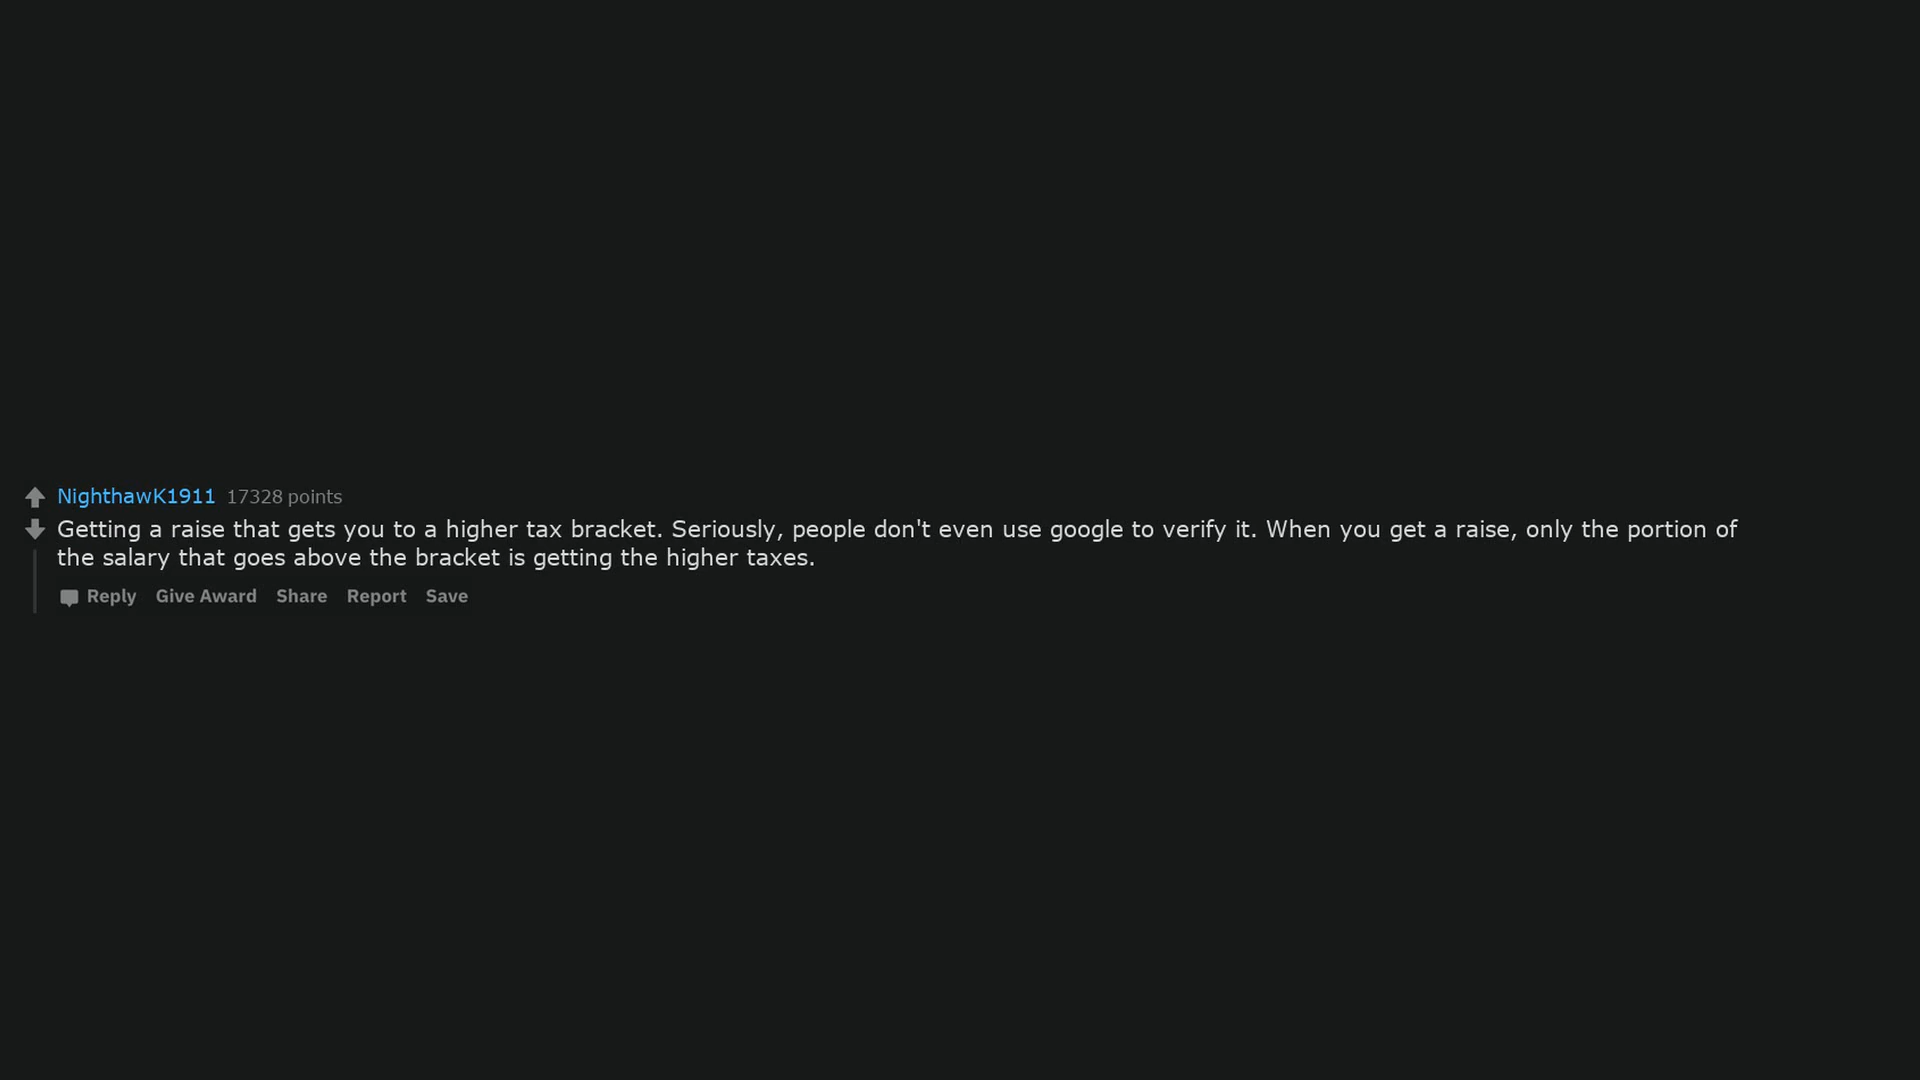 NighthawK1911 17328 points
Getting a raise that gets you to a higher tax bracket. Seriously, people don't even use google to verify it. When you get a raise, only the portion of
the salary that goes above the bracket is getting the higher taxes.
Reply Give Award Share Report Save